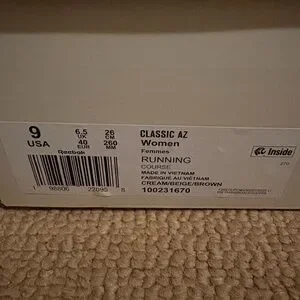 9
USA
6.5
UK
40
EUR
26
CM
260
MM
Reebok
CLASSIC AZ
Women
Femmes
RUNNING
COURSE
MADE IN VIETNAM
FABRIQUÉ AU VIETNAM
CREAM/BEIGE/BROWN
100231670
Inside
270